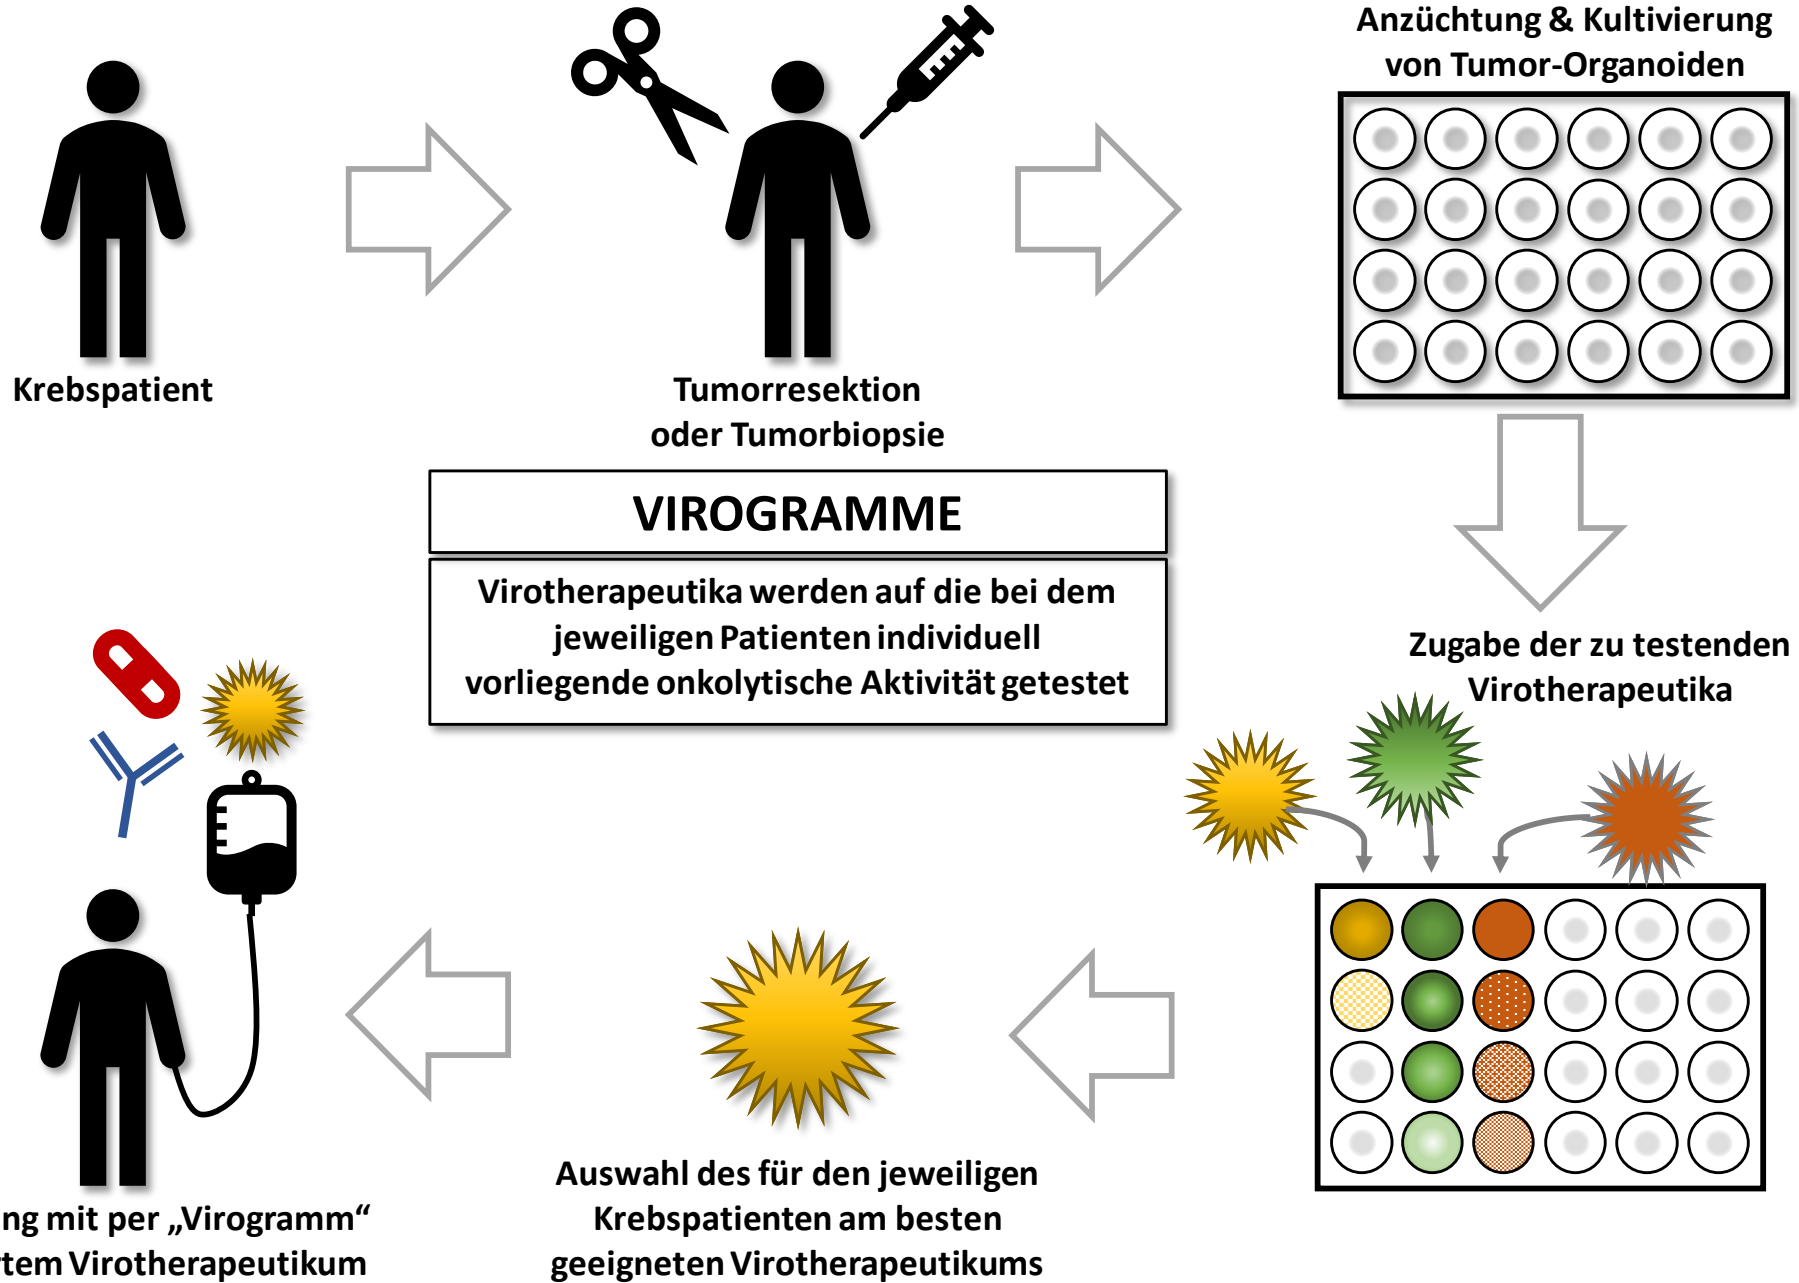 Anzüchtung & Kultivierung
von Tumor-Organoiden
Krebspatient
Tumorresektion
oder Tumorbiopsie
VIROGRAMME
Virotherapeutika werden auf die bei dem
jeweiligen Patienten individuell
vorliegende onkolytische Aktivität getestet
Zugabe der zu testenden
Virotherapeutika
Auswahl des für den jeweiligen
Krebspatienten am besten
geeigneten Virotherapeutikums
mit per „Virogramm“
Virotherapeutikum